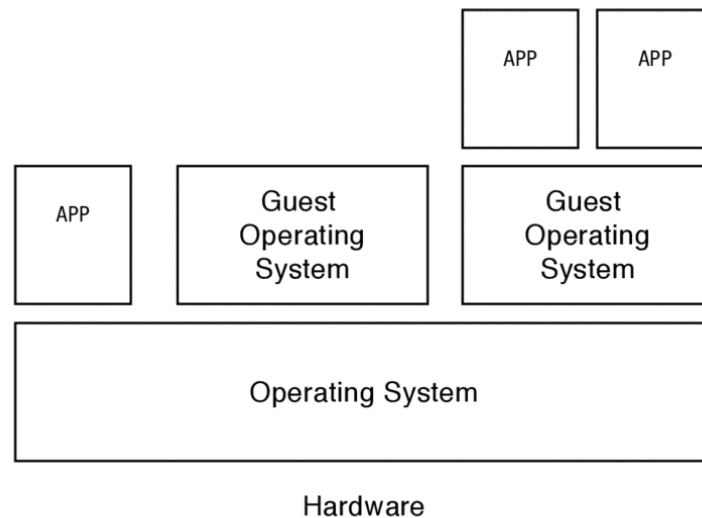 APP
APP
APP
Guest
Operating
System
Guest
Operating
System
Operating System
Hardware